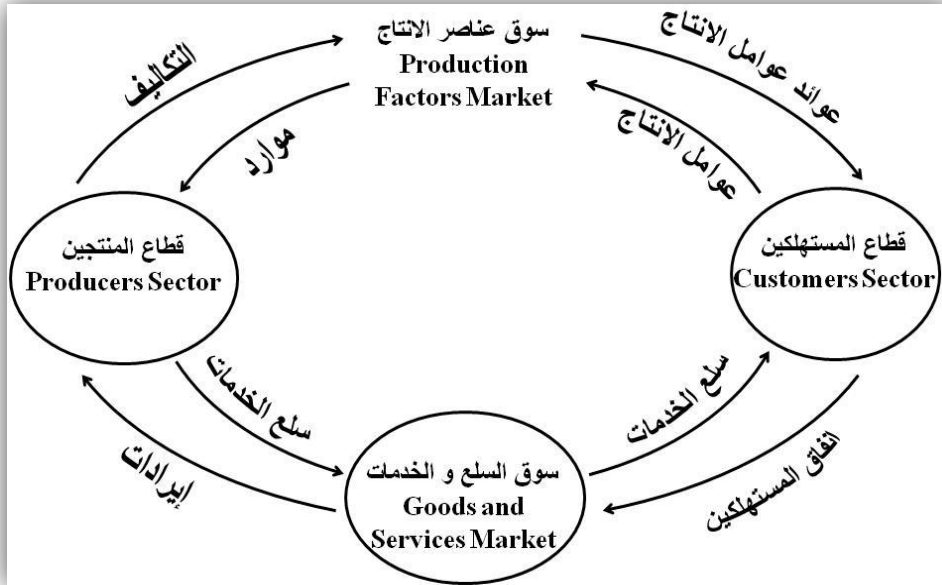 سوق عناصر الانتاج
Production
Factors Market
التكاليف
عوائد عوامل الانتاج
موارد
عوامل الانتاج
قطاع المنتجين
Producers Sector
قطاع المستهلكين
Customers Sector
سلع الخدمات
سلع الخدمات
إيرادات
انفاق المستهلكين
سوق السلع و الخدمات
Goods and
Services Market